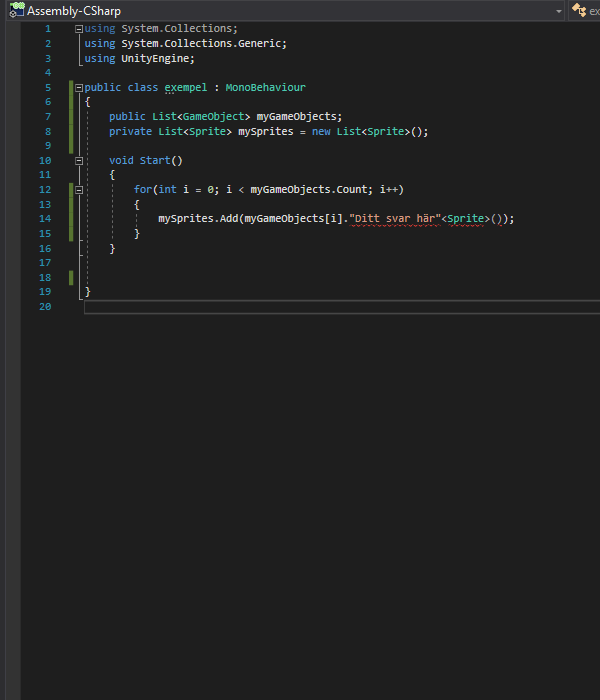 Assembly-CSharp
ex
1 using System.Collections;
2 using System.Collections.Generic;
3 using UnityEngine;
4
5 public class exempel : MonoBehaviour
6 {
7 public List<GameObject> myGameObjects;
8 private List<Sprite> mySprites = new List<Sprite>();
9
10 void Start()
11 {
12 for(int i = 0; i < myGameObjects.Count; i++)
13 {
14 mySprites.Add(myGameObjects[i]."Ditt svar här"<Sprite>());
15 }
16 }
17
18
19 }
20